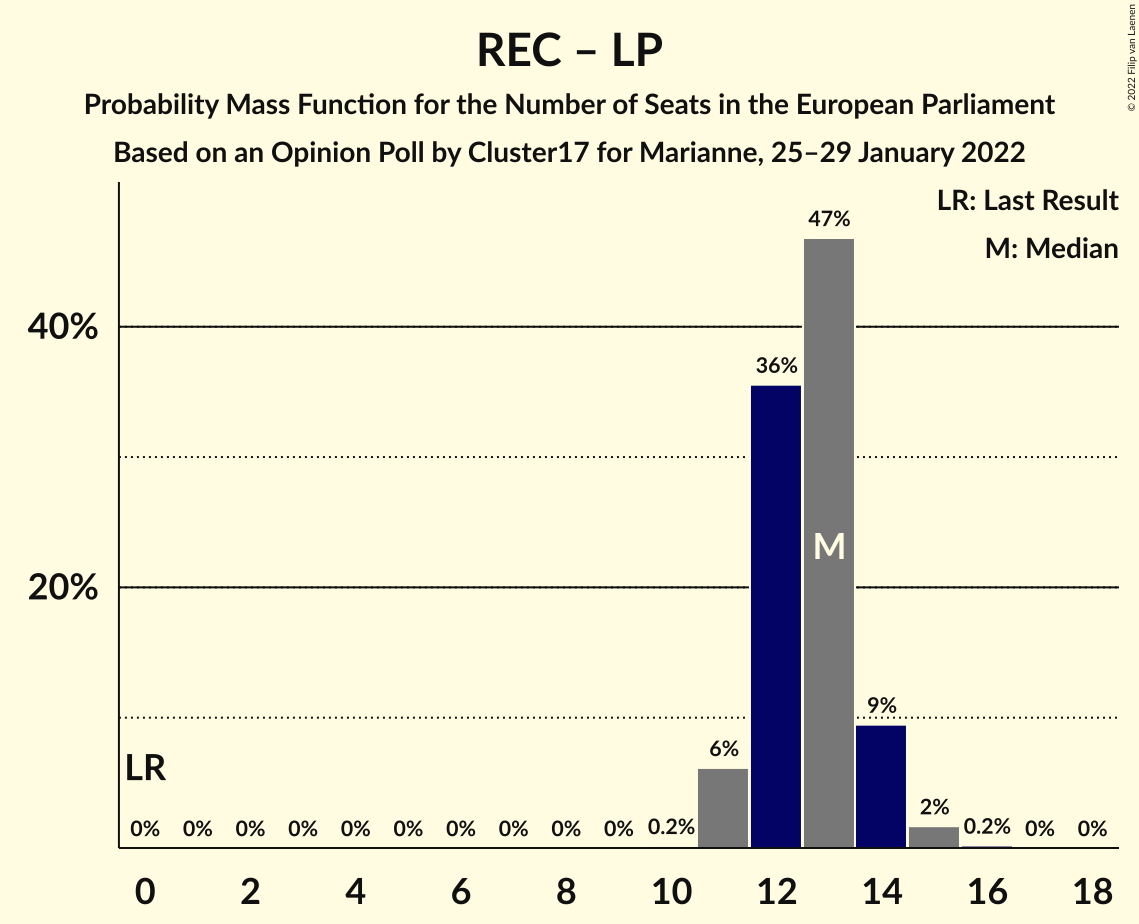 REC – LP
Probability Mass Function for the Number of Seats in the European Parliament
Based on an Opinion Poll by Cluster17 for Marianne, 25–29 January 2022
© 2022 Filip van Laenen
LR: Last Result
M: Median
40%
20%
47%
36%
M
9%
6%
LR
2%
0% 0% 0% 0% 0% 0% 0% 0% 0% 0% 0.2% 0.2% 0% 0%
0 2 4 6 8 10 12 14 16 18